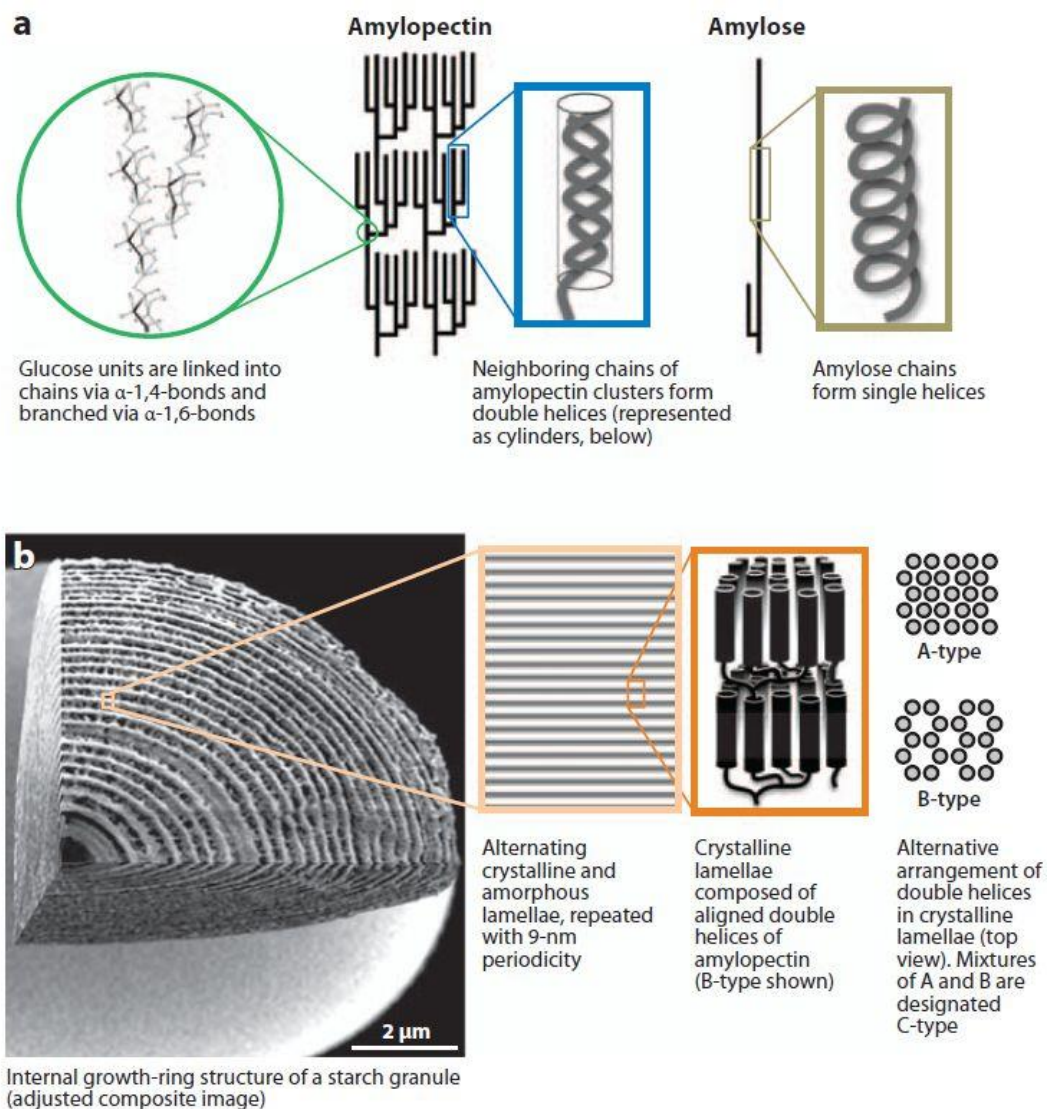 a
Amylopectin
Amylose
Glucose units are linked into
chains via α-1,4-bonds and
branched via α-1,6-bonds
Neighboring chains of
amylopectin clusters form
double helices (represented
as cylinders, below)
Amylose chains
form single helices
b
2 μm
Internal growth-ring structure of a starch granule
(adjusted composite image)
Alternating
crystalline and
amorphous
lamellae, repeated
with 9-nm
periodicity
Crystalline
lamellae
composed of
aligned double
helices of
amylopectin
(B-type shown)
A-type
B-type
Alternative
arrangement of
double helices
in crystalline
lamellae (top
view). Mixtures
of A and B are
designated
C-type